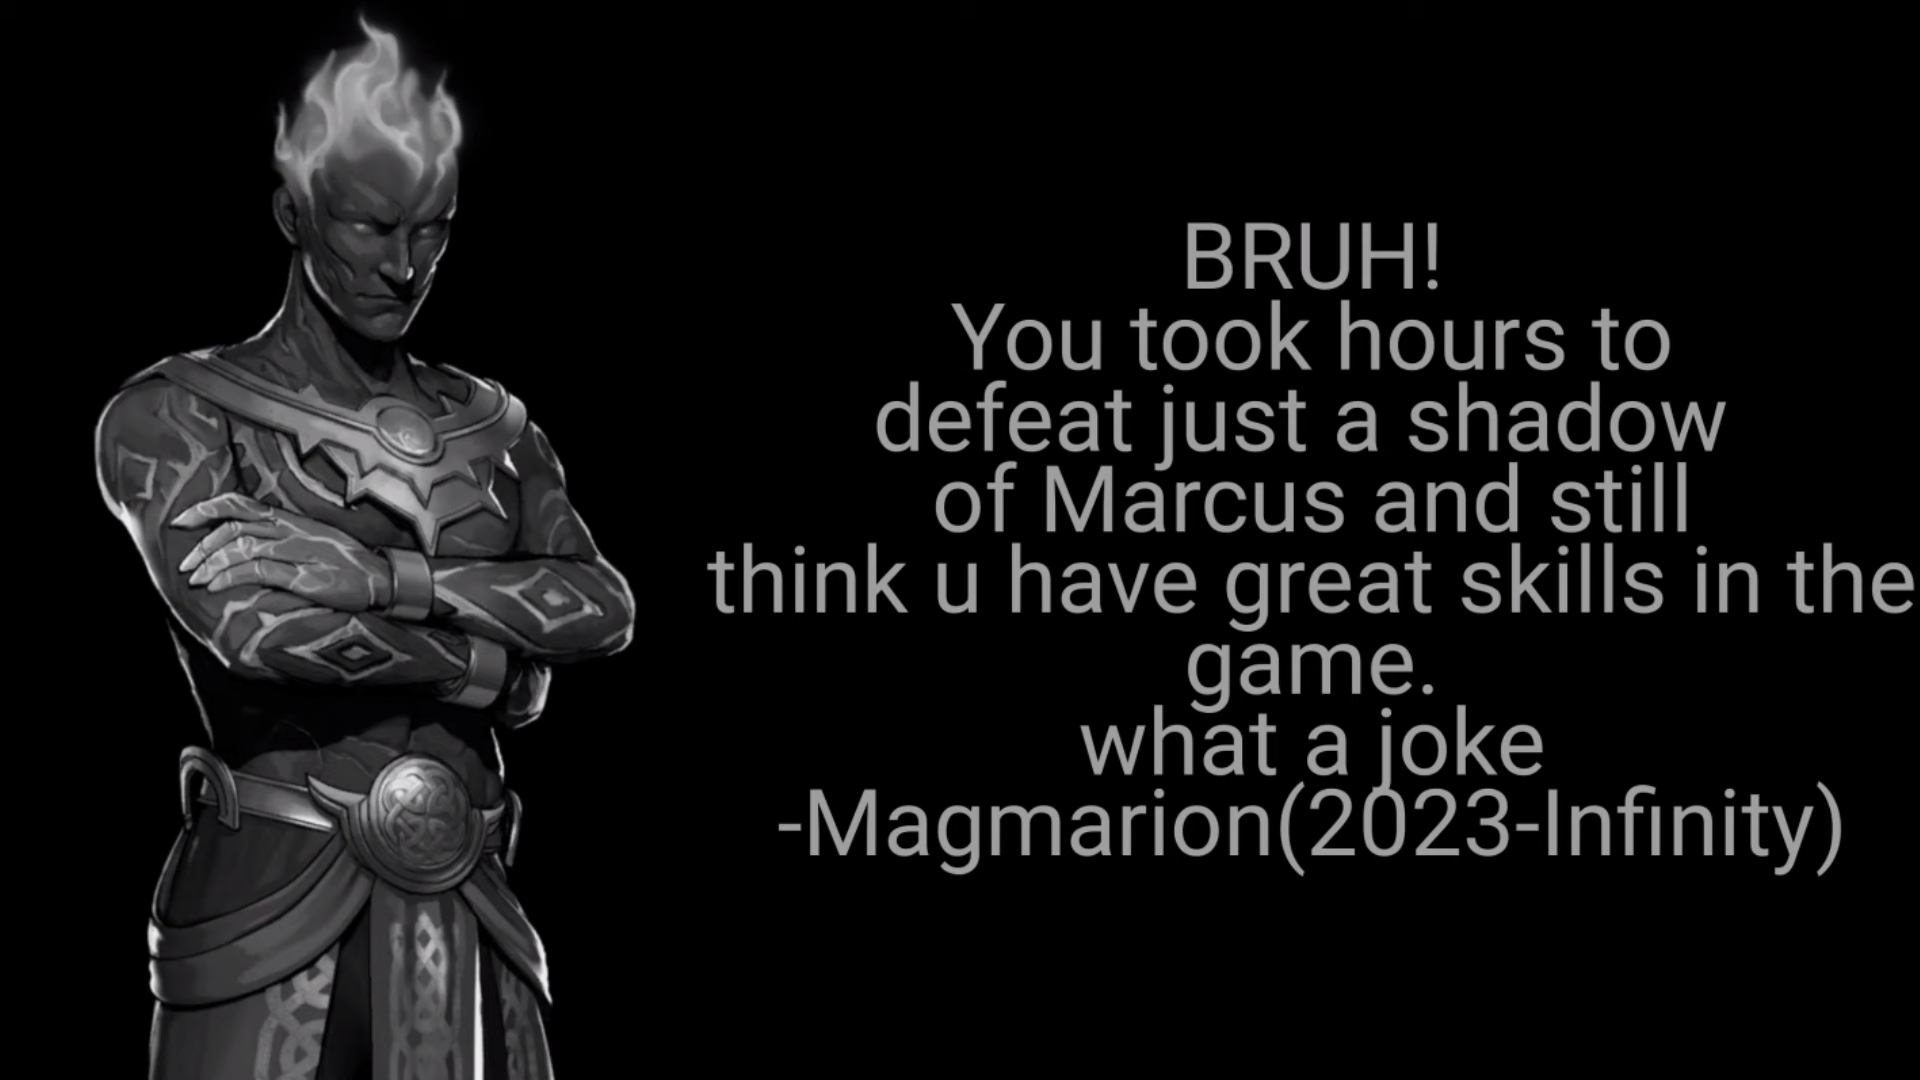 BRUH!
You took hours to
defeat just a shadow
of Marcus and still
think u have great skills in the
game.
what a joke
-Magmarion(2023-Infinity)